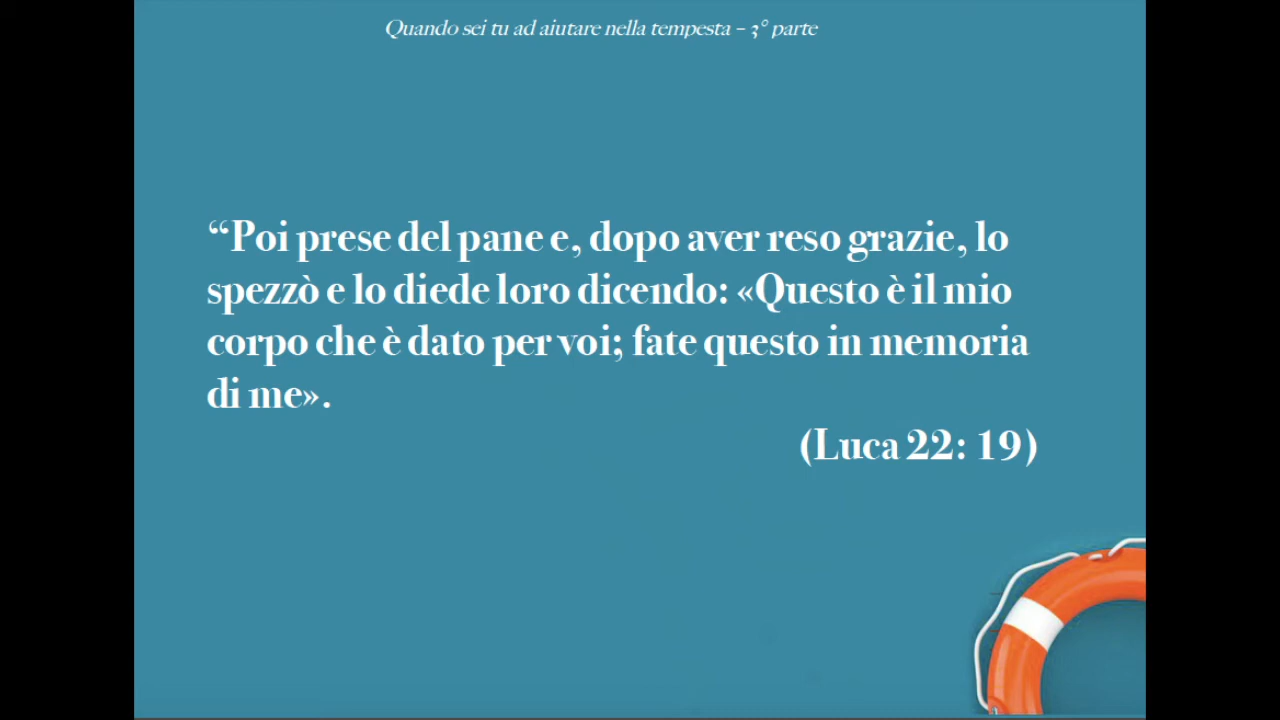 Quando sei tu ad aiutare nella tempesta – 3° parte
“Poi prese del pane e, dopo aver reso grazie, lo
spezzò e lo diede loro dicendo: «Questo è il mio
corpo che è dato per voi; fate questo in memoria
di me».
(Luca 22: 19)